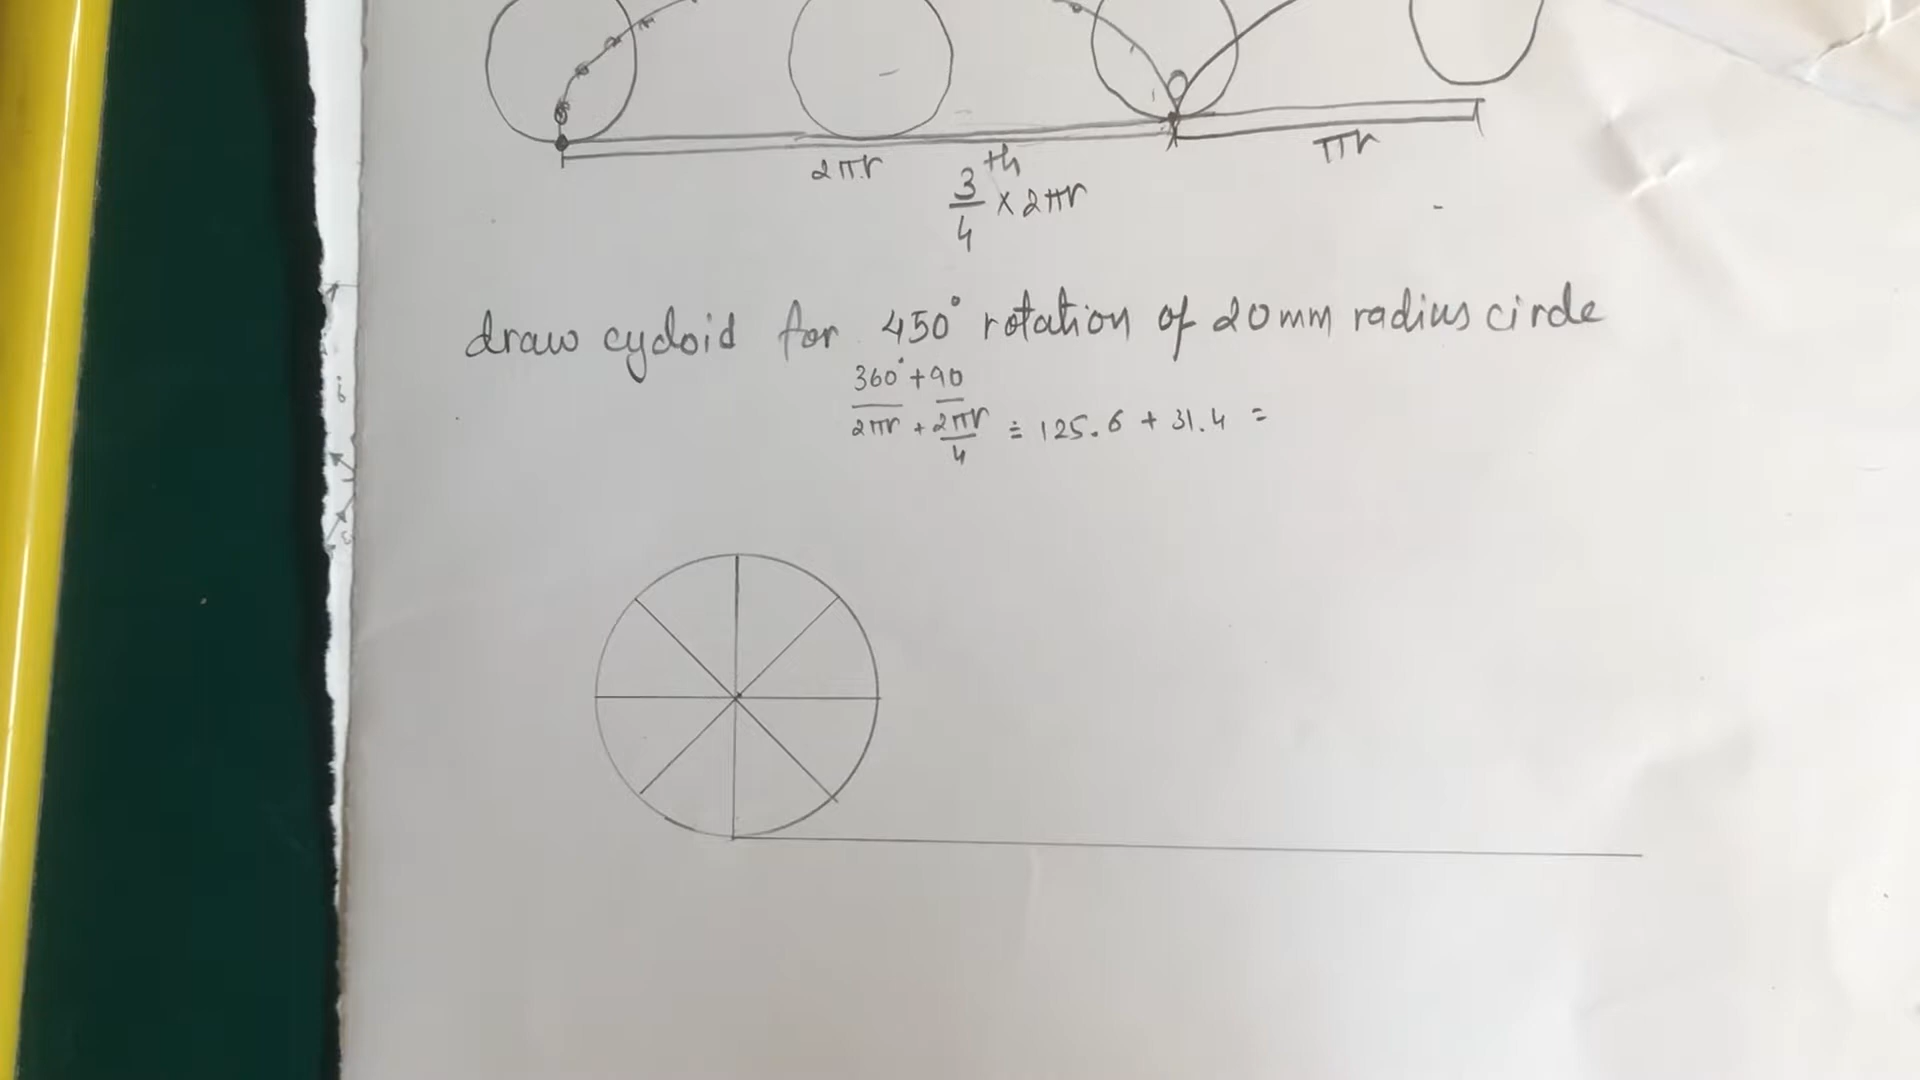 2πr
πr
3/4 th × 2πr
draw cycloid for 450° rotation of 20mm radius circle
360° + 90
2πr + 2πr/4 = 125.6 + 31.4 =